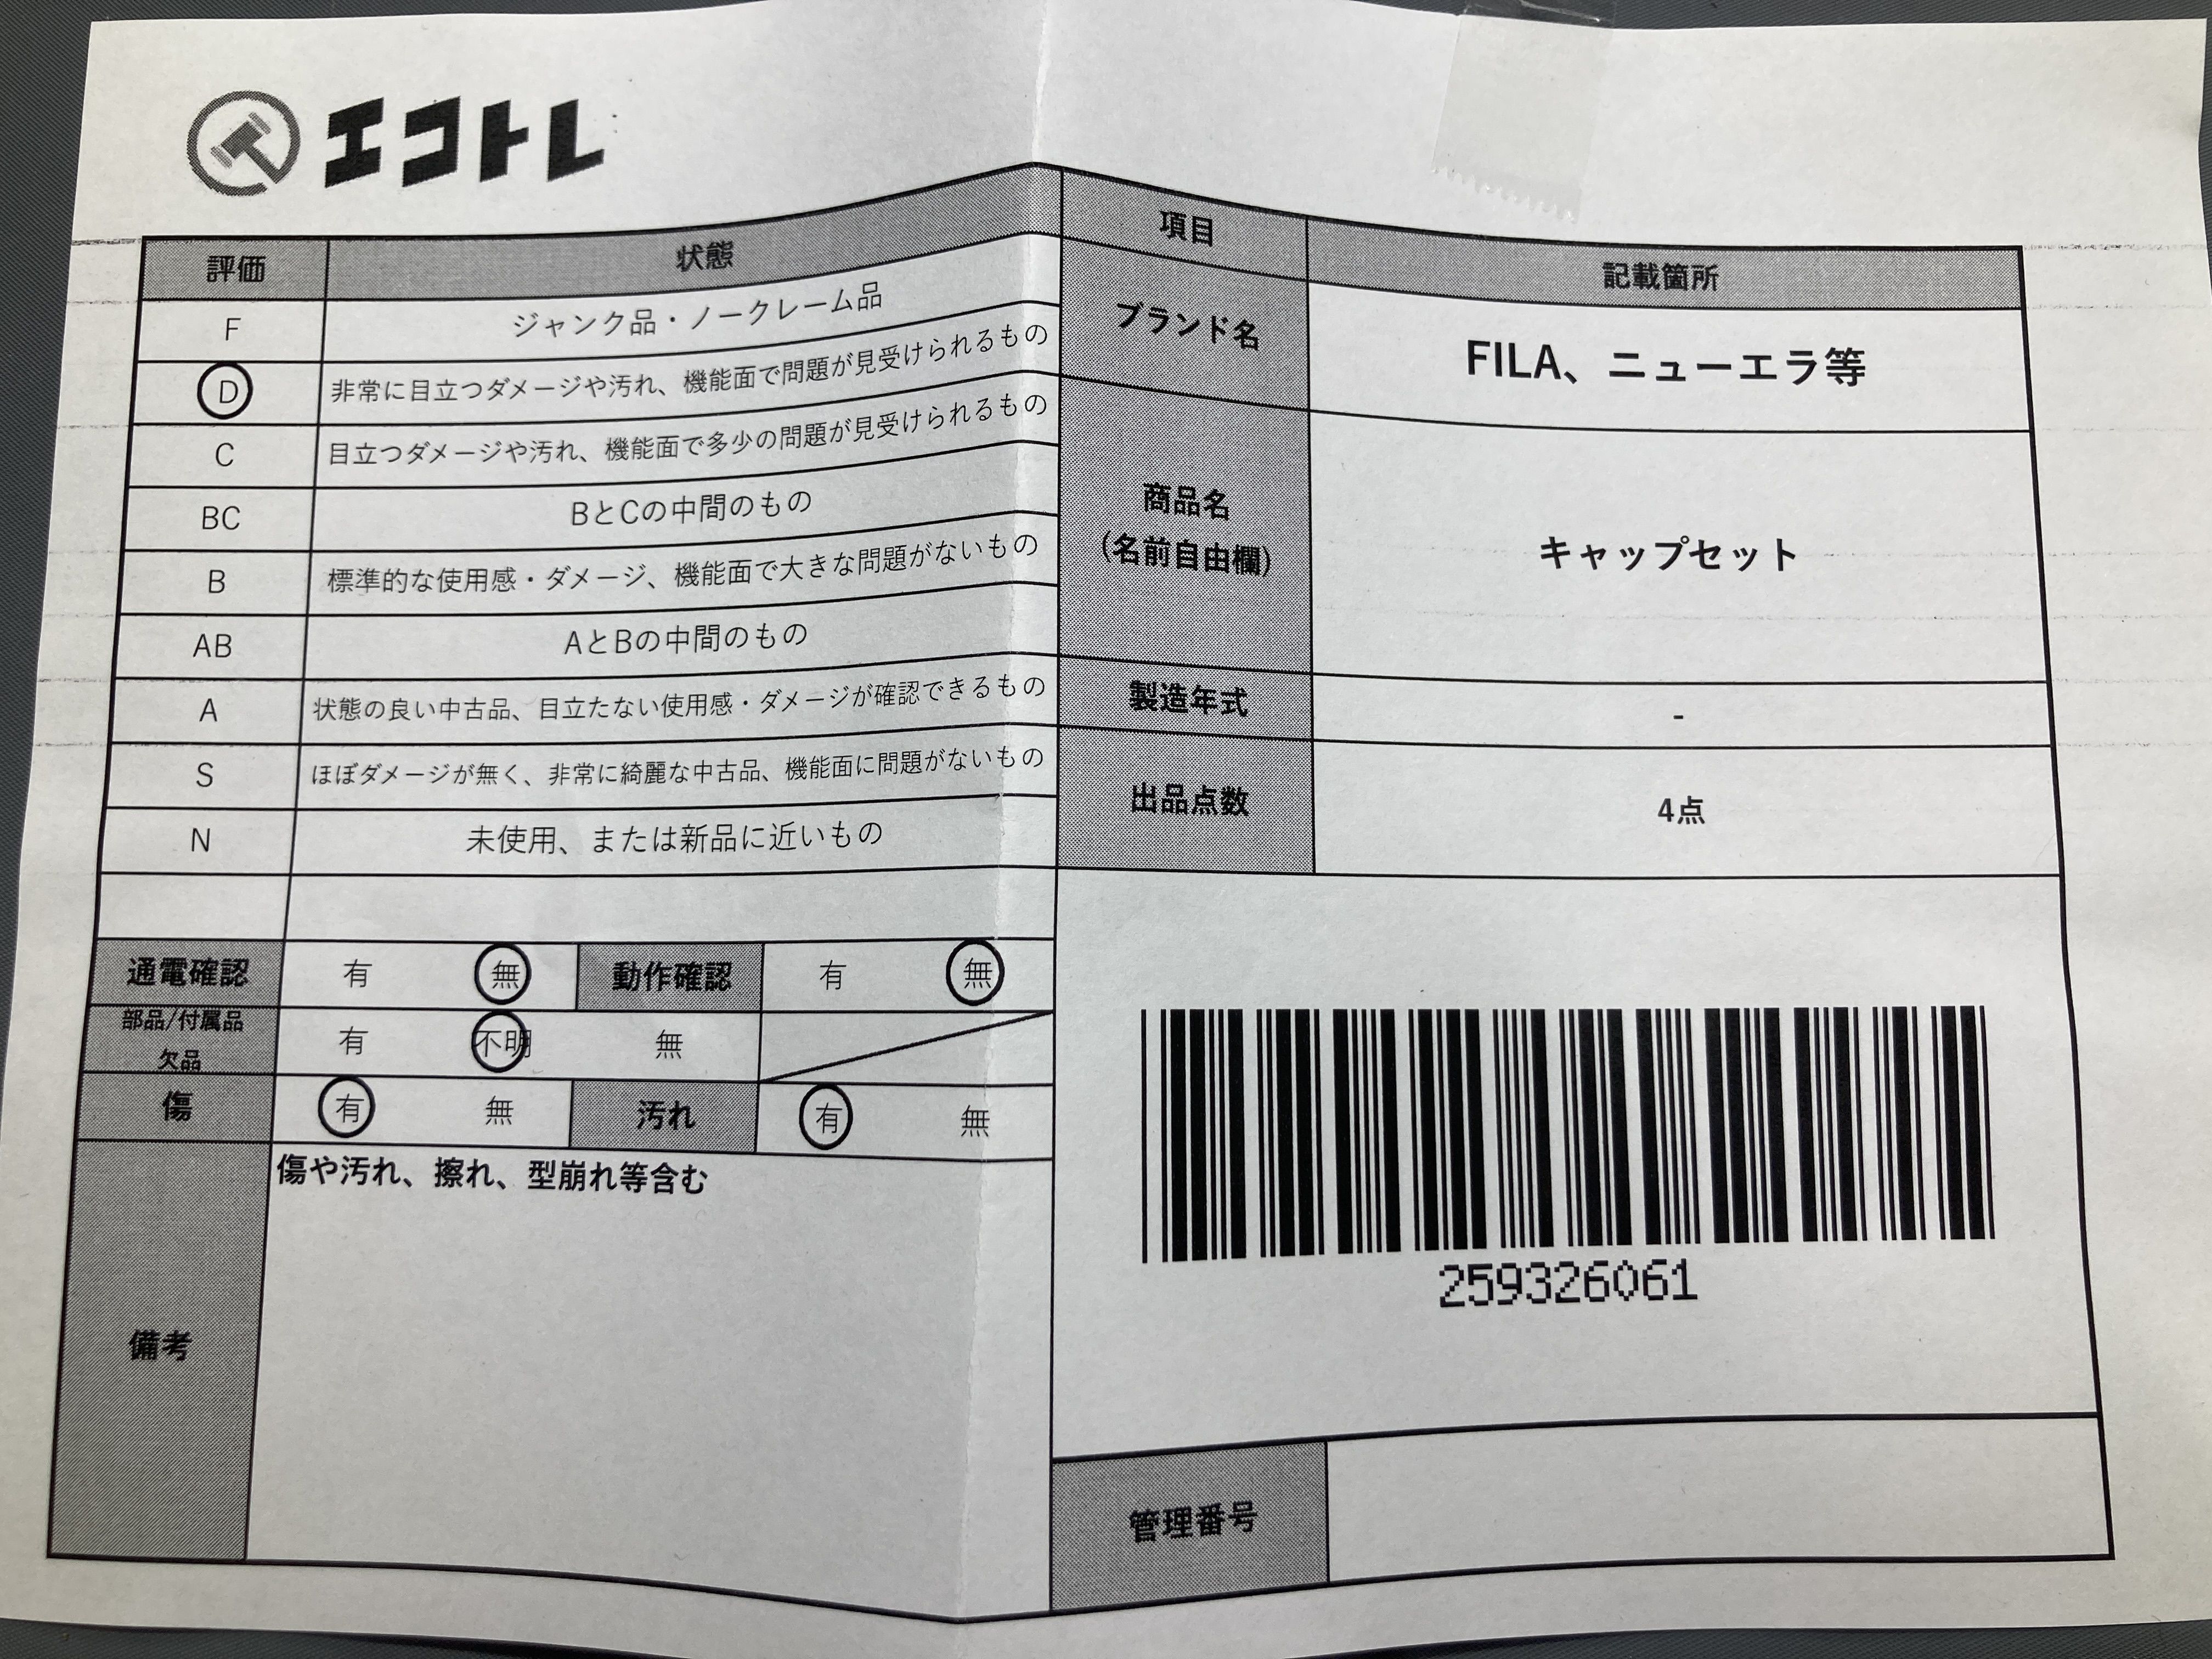 エコトレ
評価 状態
F ジャンク品・ノークレーム品
D 非常に目立つダメージや汚れ、機能面で問題が見受けられるもの
C 目立つダメージや汚れ、機能面で多少の問題が見受けられるもの
BC BとCの中間のもの
B 標準的な使用感・ダメージ、機能面で大きな問題がないもの
AB AとBの中間のもの
A 状態の良い中古品、目立たない使用感・ダメージが確認できるもの
S ほぼダメージが無く、非常に綺麗な中古品、機能面に問題がないもの
N 未使用、または新品に近いもの
通電確認 有 無 動作確認 有 無
部品/付属品
欠品 有 不明 無
傷 有 無 汚れ 有 無
備考 傷や汚れ、擦れ、型崩れ等含む
項目 記載箇所
ブランド名 FILA、ニューエラ等
商品名
(名前自由欄) キャップセット
製造年式 -
出品点数 4点
259326061
管理番号